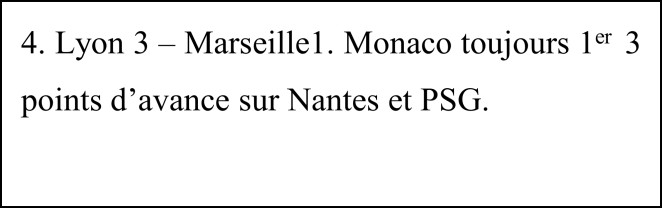 4. Lyon 3 – Marseille1. Monaco toujours 1er 3
points d’avance sur Nantes et PSG.